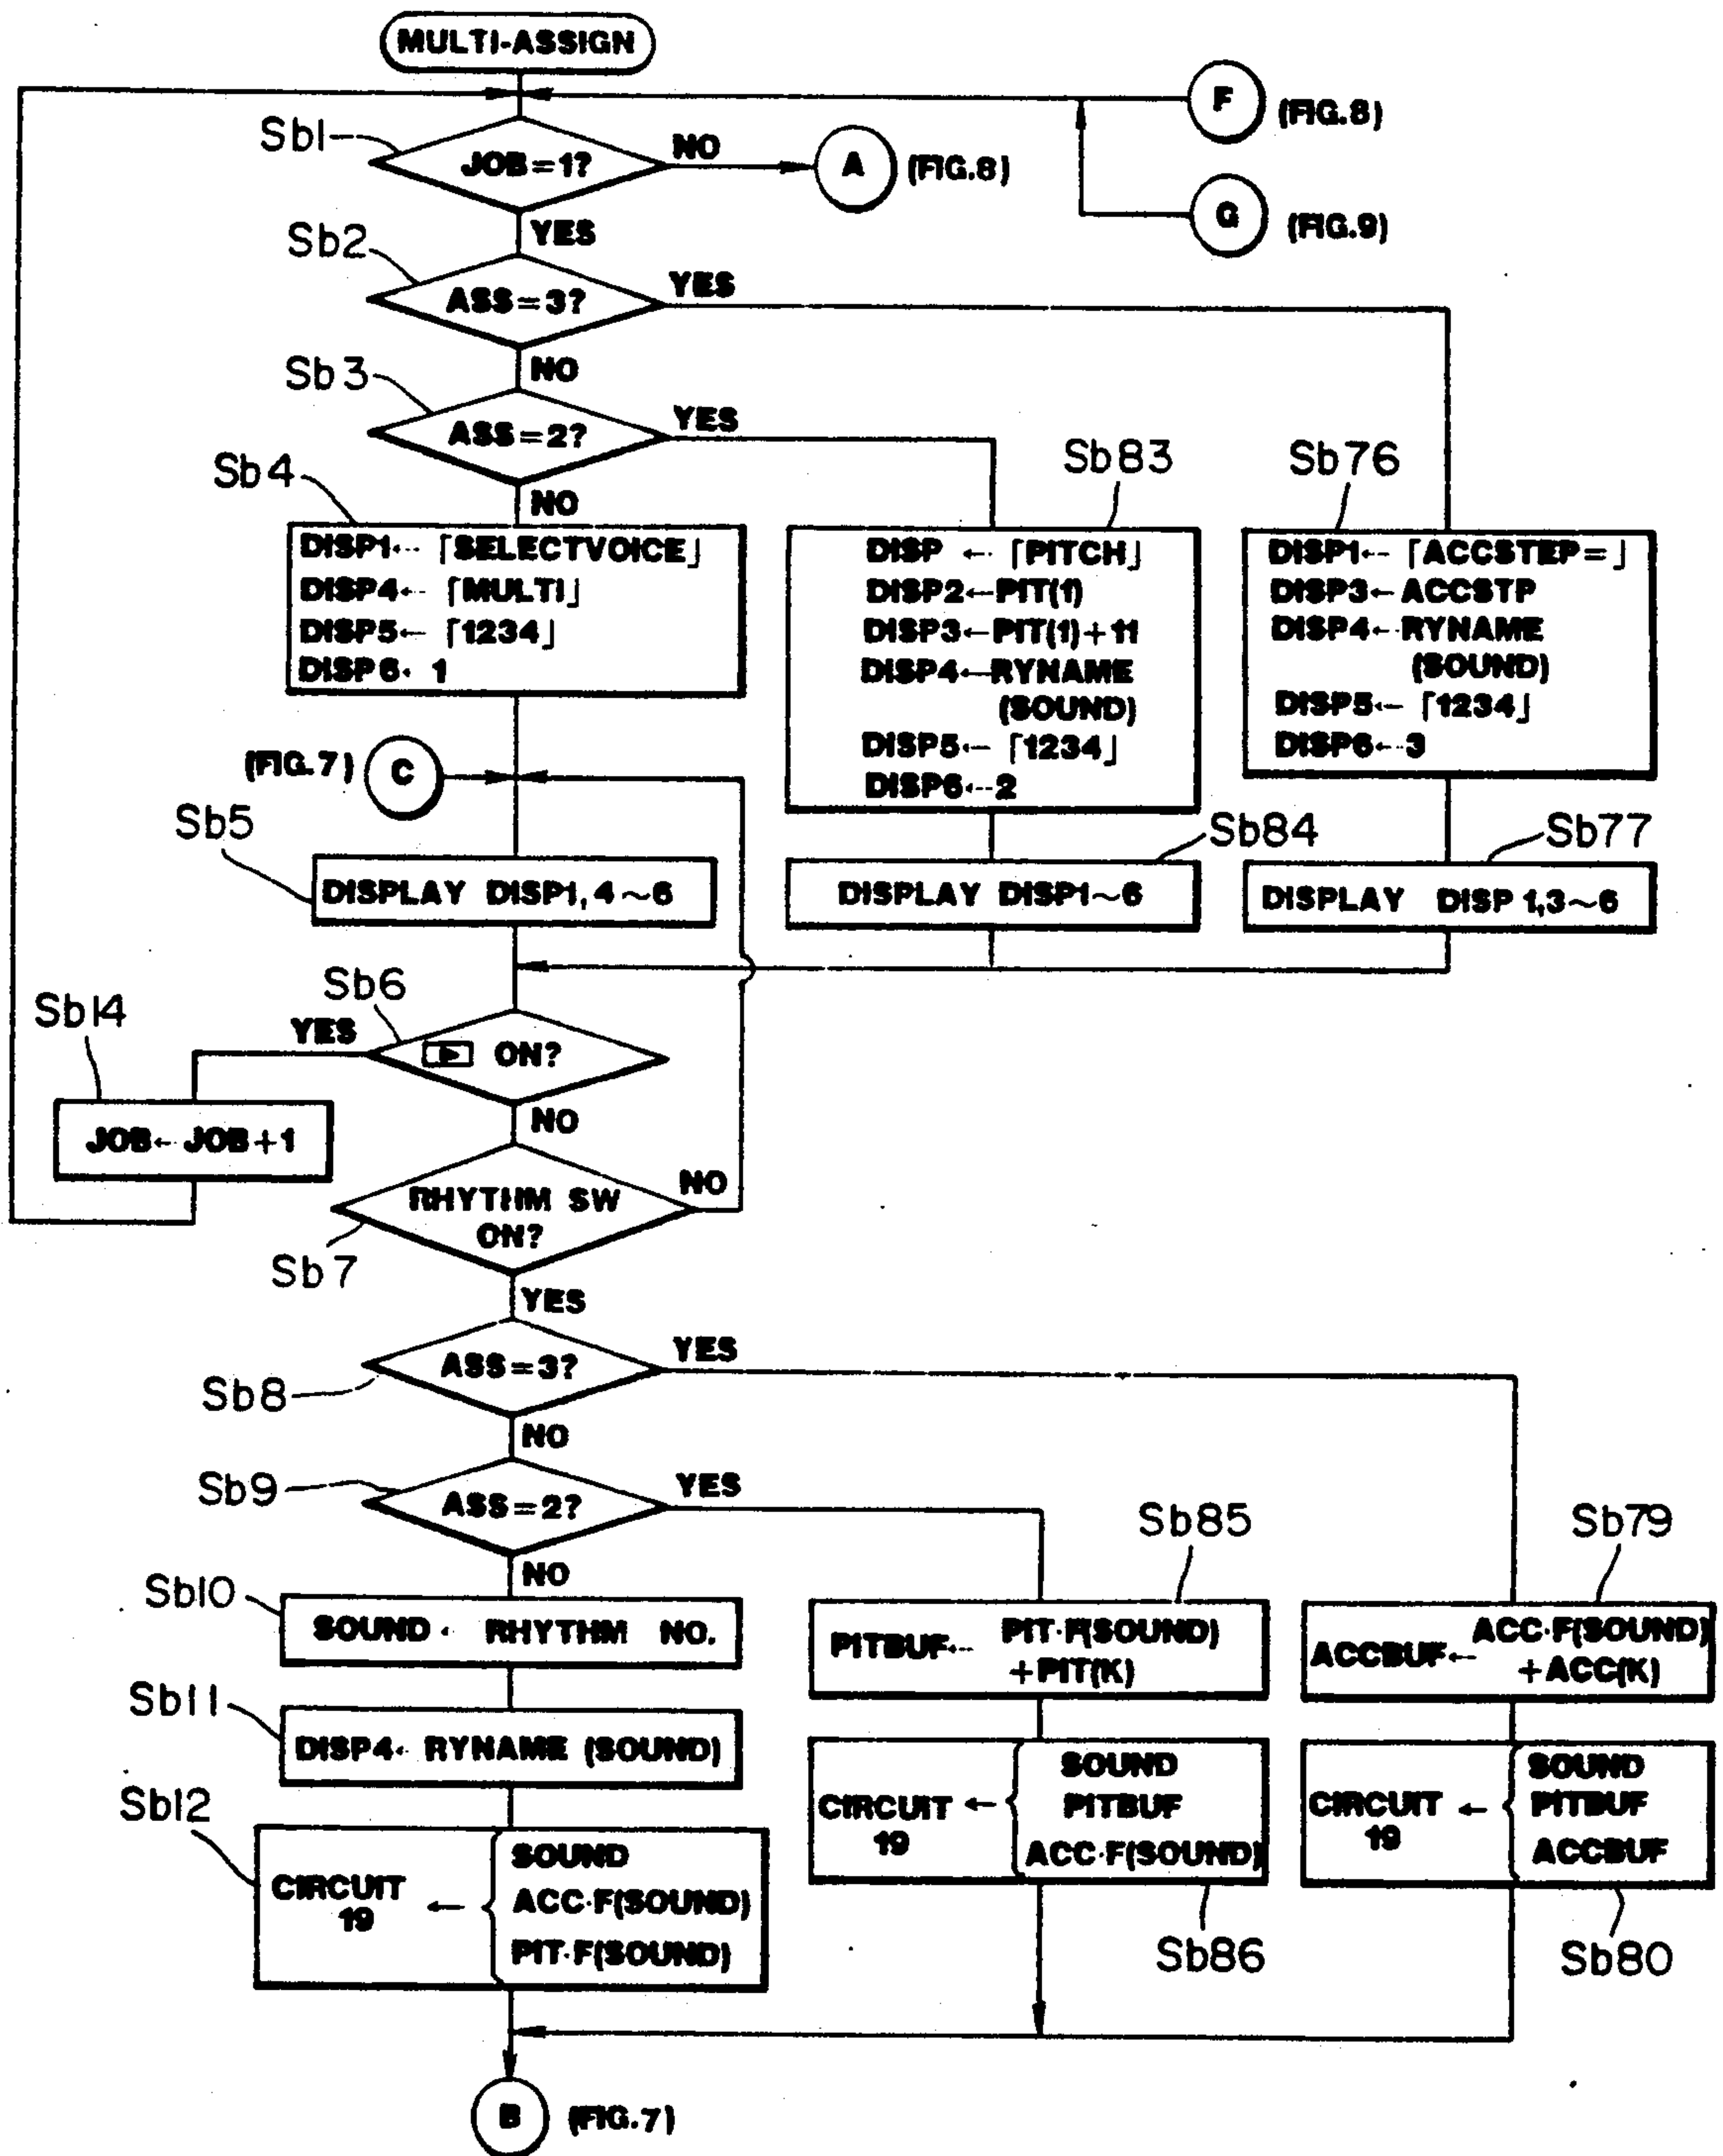 MULTI-ASSIGN
F (FIG.8)
Sb1
JOB=1?
NO
A (FIG.8)
G (FIG.9)
YES
Sb2
ASS=3?
YES
NO
Sb3
ASS=2?
YES
NO
Sb4
DISP1←「SELECTVOICE」
DISP4←「MULTI」
DISP5←「1234」
DISP6← 1
Sb83
DISP ←「PITCH」
DISP2←PIT(1)
DISP3←PIT(1)+11
DISP4←RYNAME
(SOUND)
DISP5←「1234」
DISP6←2
Sb76
DISP1←「ACCSTEP=」
DISP3←ACCSTP
DISP4←RYNAME
(SOUND)
DISP5←「1234」
DISP6←3
(FIG.7) C
Sb5
DISPLAY DISP1,4~6
Sb84
DISPLAY DISP1~6
Sb77
DISPLAY DISP 1,3~6
Sb6
▷ ON?
YES
Sb14
JOB←JOB+1
NO
RHYTHM SW
ON?
NO
Sb7
YES
ASS=3?
YES
Sb8
NO
Sb9
ASS=2?
YES
NO
Sb10
SOUND← RHYTHM NO.
Sb85
PITBUF← PIT·F(SOUND)
+PIT(K)
Sb79
ACCBUF← ACC·F(SOUND)
+ACC(K)
Sb11
DISP4← RYNAME (SOUND)
Sb12
CIRCUIT
19
← { SOUND
ACC·F(SOUND)
PIT·F(SOUND)
CIRCUIT
19
← { SOUND
PITBUF
ACC·F(SOUND)
Sb86
CIRCUIT
19
← { SOUND
PITBUF
ACCBUF
Sb80
B (FIG.7)